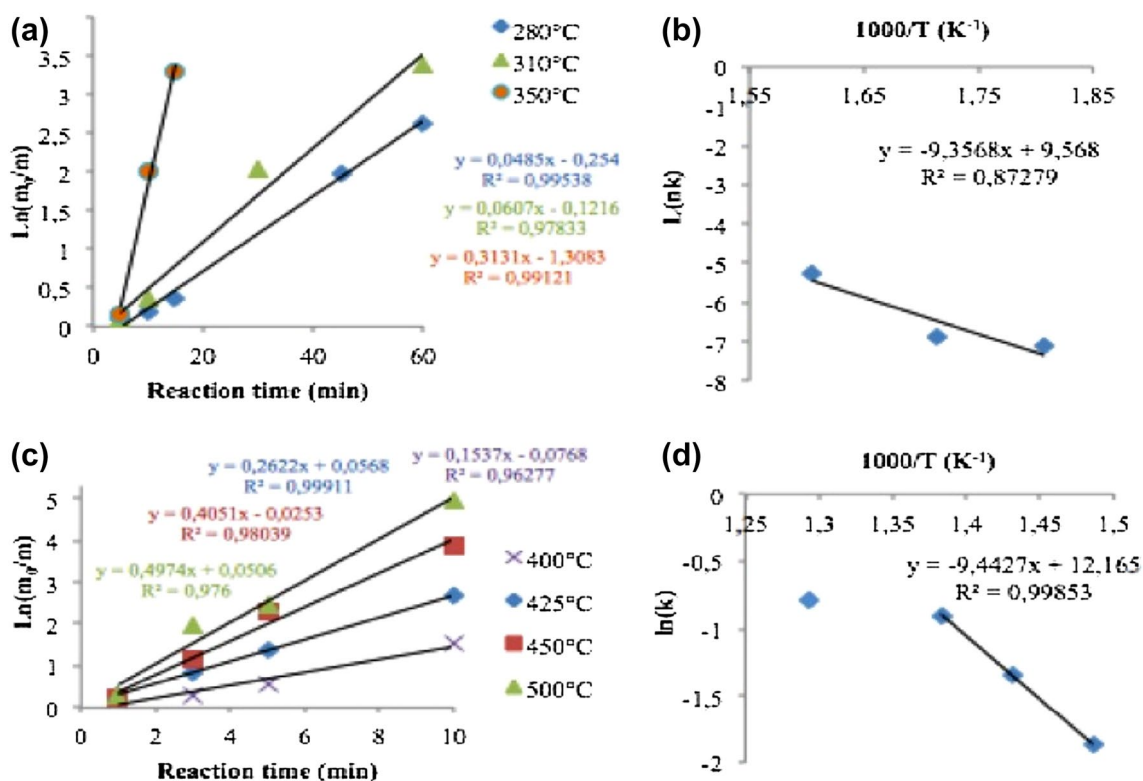 (a)
280°C
310°C
350°C
3.5
3
2.5
2
1.5
1
0,5
0
Ln(m₀/m)
y = 0,0485x - 0,254
R² = 0,99538
y = 0,0607x - 0,1216
R² = 0,97833
y = 0,3131x - 1,3083
R² = 0,99121
0 20 40 60
Reaction time (min)
(b)
1000/T (K⁻¹)
0
-1
-2
-3
-4
-5
-6
-7
-8
1,55 1,65 1,75 1,85
L(nk)
y = -9,3568x + 9,568
R² = 0,87279
(c)
y = 0,2622x + 0,0568
R² = 0,99911
y = 0,1537x - 0,0768
R² = 0,96277
y = 0,4051x - 0,0253
R² = 0,98039
y = 0,4974x + 0,0506
R² = 0,976
5
4
3
2
1
0
Ln(m₀/m)
400°C
425°C
450°C
500°C
0 2 4 6 8 10
Reaction time (min)
(d)
1000/T (K⁻¹)
0
-0,5
-1
-1,5
-2
1,25 1,3 1,35 1,4 1,45 1,5
ln(k)
y = -9,4427x + 12,165
R² = 0,99853